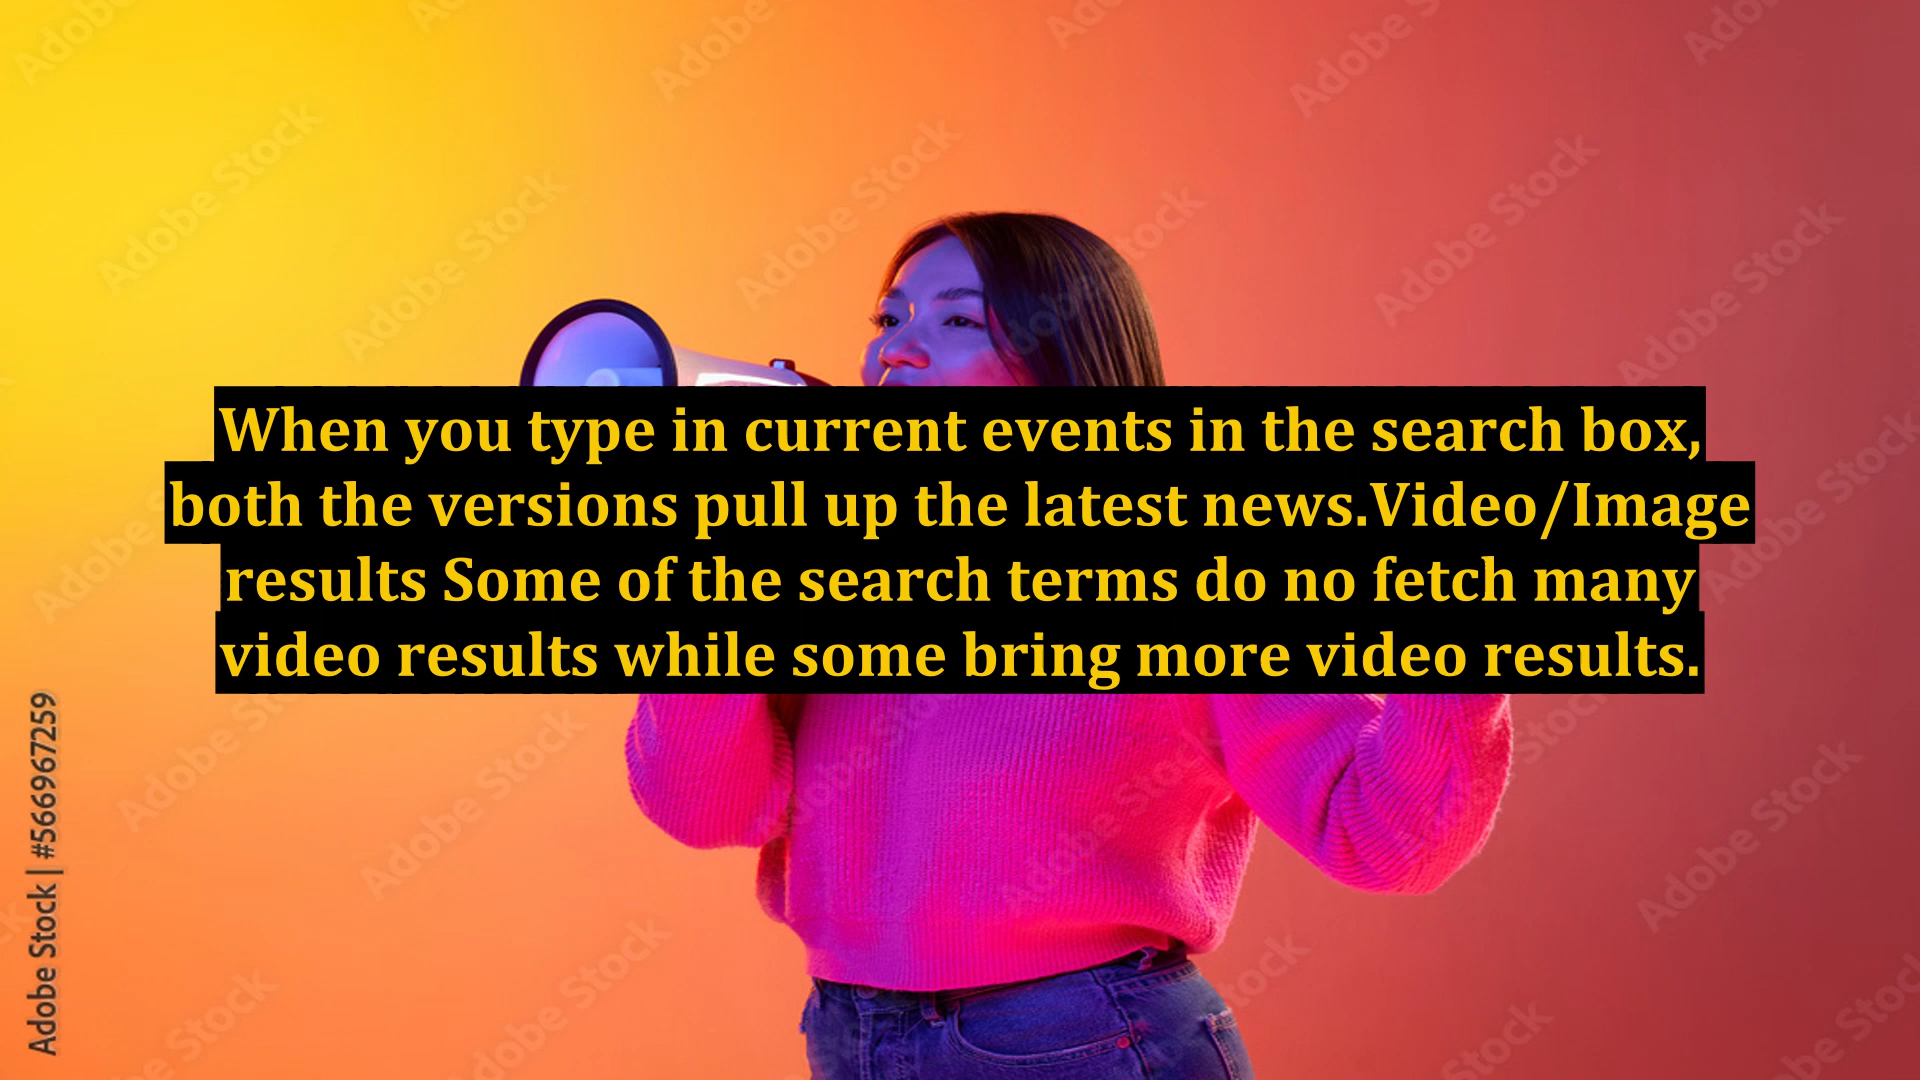 When you type in current events in the search box,
both the versions pull up the latest news.Video/Image
results Some of the search terms do no fetch many
video results while some bring more video results.
Adobe Stock | #566967259